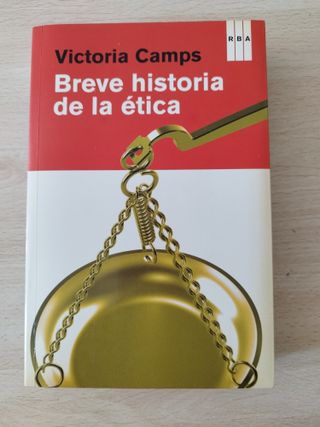 RBA
Victoria Camps
Breve historia
de la ética